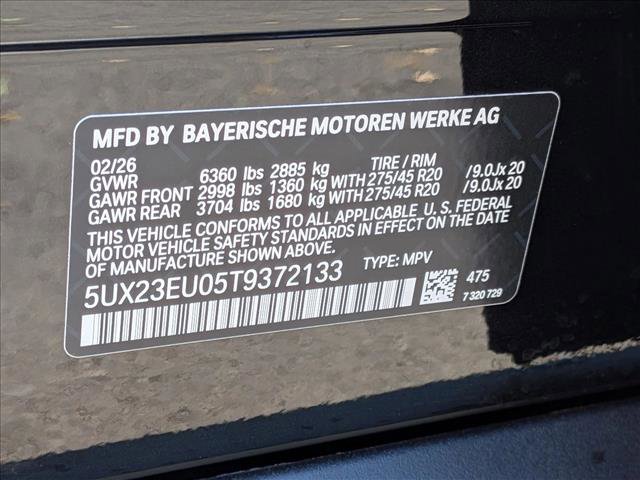 MFD BY BAYERISCHE MOTOREN WERKE AG
02/26 TIRE / RIM
GVWR 6360 lbs 2885 kg
GAWR FRONT 2998 lbs 1360 kg WITH 275/45 R20 /9.0Jx 20
GAWR REAR 3704 lbs 1680 kg WITH 275/45 R20 /9.0Jx 20
THIS VEHICLE CONFORMS TO ALL APPLICABLE U. S. FEDERAL
MOTOR VEHICLE SAFETY STANDARDS IN EFFECT ON THE DATE
OF MANUFACTURE SHOWN ABOVE.
5UX23EU05T9372133 TYPE: MPV
475
7 320 729